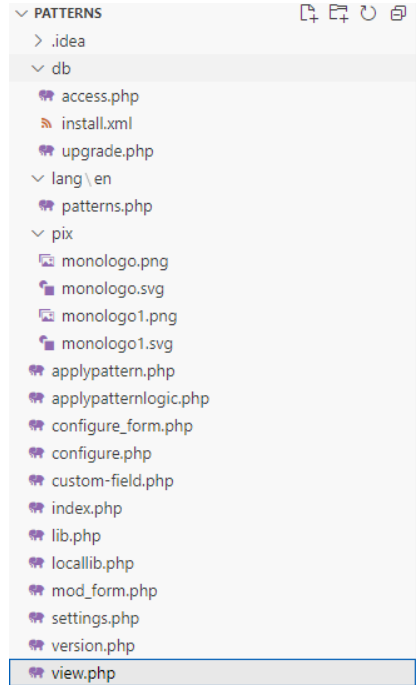 PATTERNS
.idea
db
access.php
install.xml
upgrade.php
lang\en
patterns.php
pix
monologo.png
monologo.svg
monologo1.png
monologo1.svg
applypattern.php
applypatternlogic.php
configure_form.php
configure.php
custom-field.php
index.php
lib.php
locallib.php
mod_form.php
settings.php
version.php
view.php